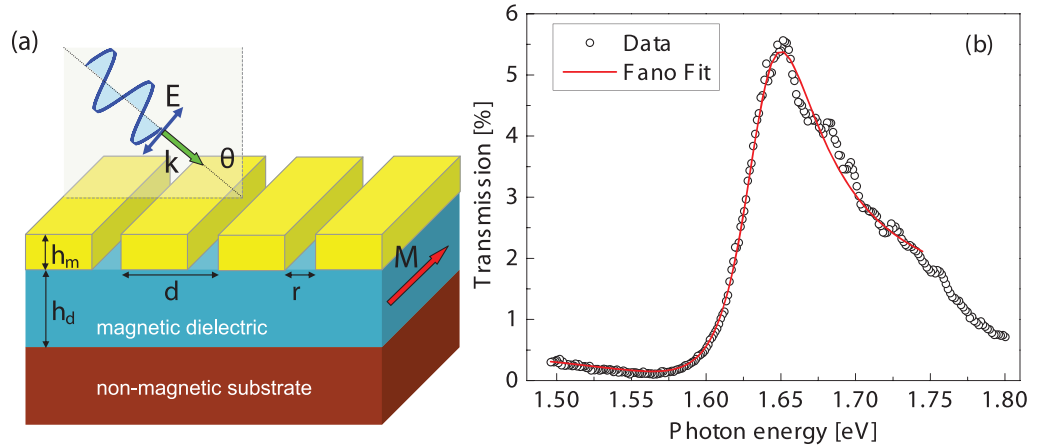 (a)
E
k
θ
h_m
M
d
r
h_d
magnetic dielectric
non-magnetic substrate
(b)
Data
Fano Fit
Transmission [%]
6
5
4
3
2
1
0
1.50
1.55
1.60
1.65
1.70
1.75
1.80
Photon energy [eV]